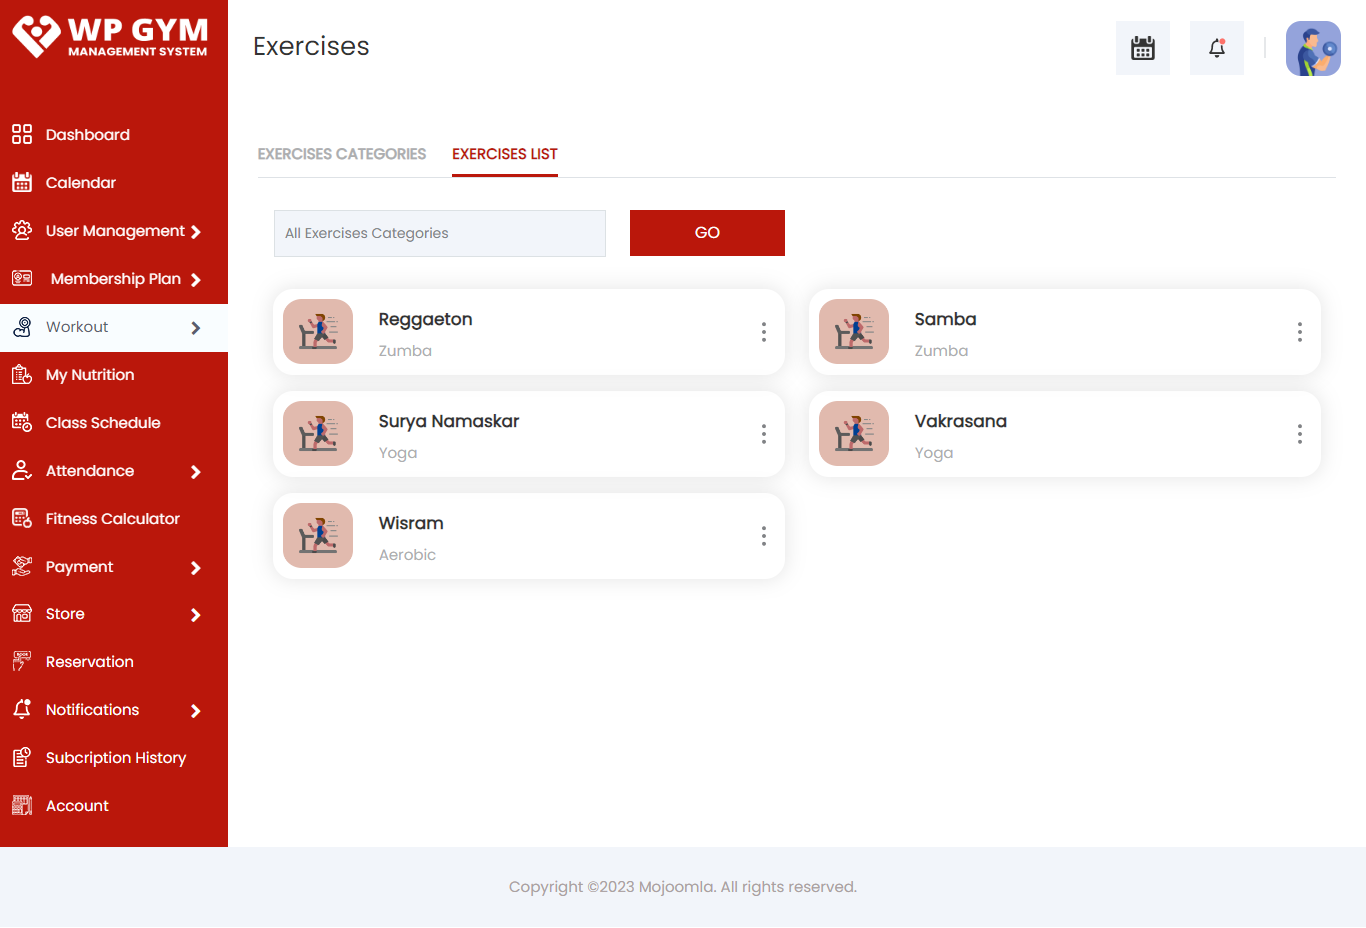 WP GYM
MANAGEMENT SYSTEM
Exercises
Dashboard
Calendar
User Management
Membership Plan
Workout
My Nutrition
Class Schedule
Attendance
Fitness Calculator
Payment
Store
Reservation
Notifications
Subcription History
Account
EXERCISES CATEGORIES
EXERCISES LIST
All Exercises Categories
GO
Reggaeton
Zumba
Samba
Zumba
Surya Namaskar
Yoga
Vakrasana
Yoga
Wisram
Aerobic
Copyright ©2023 Mojoomla. All rights reserved.